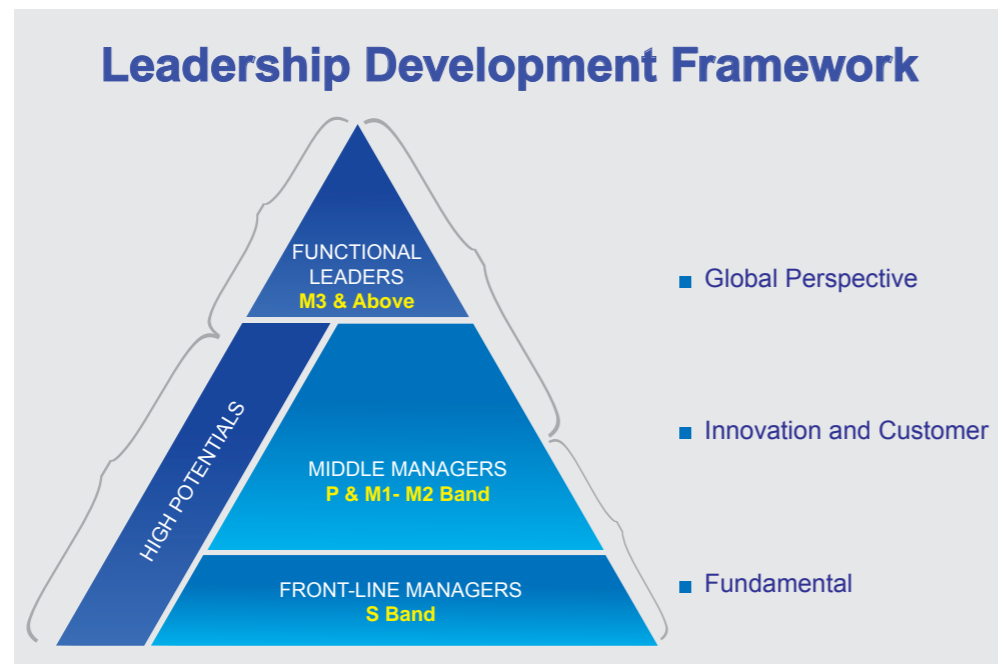 Leadership Development Framework
FUNCTIONAL
LEADERS
M3 & Above
Global Perspective
HIGH POTENTIALS
MIDDLE MANAGERS
P & M1- M2 Band
Innovation and Customer
FRONT-LINE MANAGERS
S Band
Fundamental